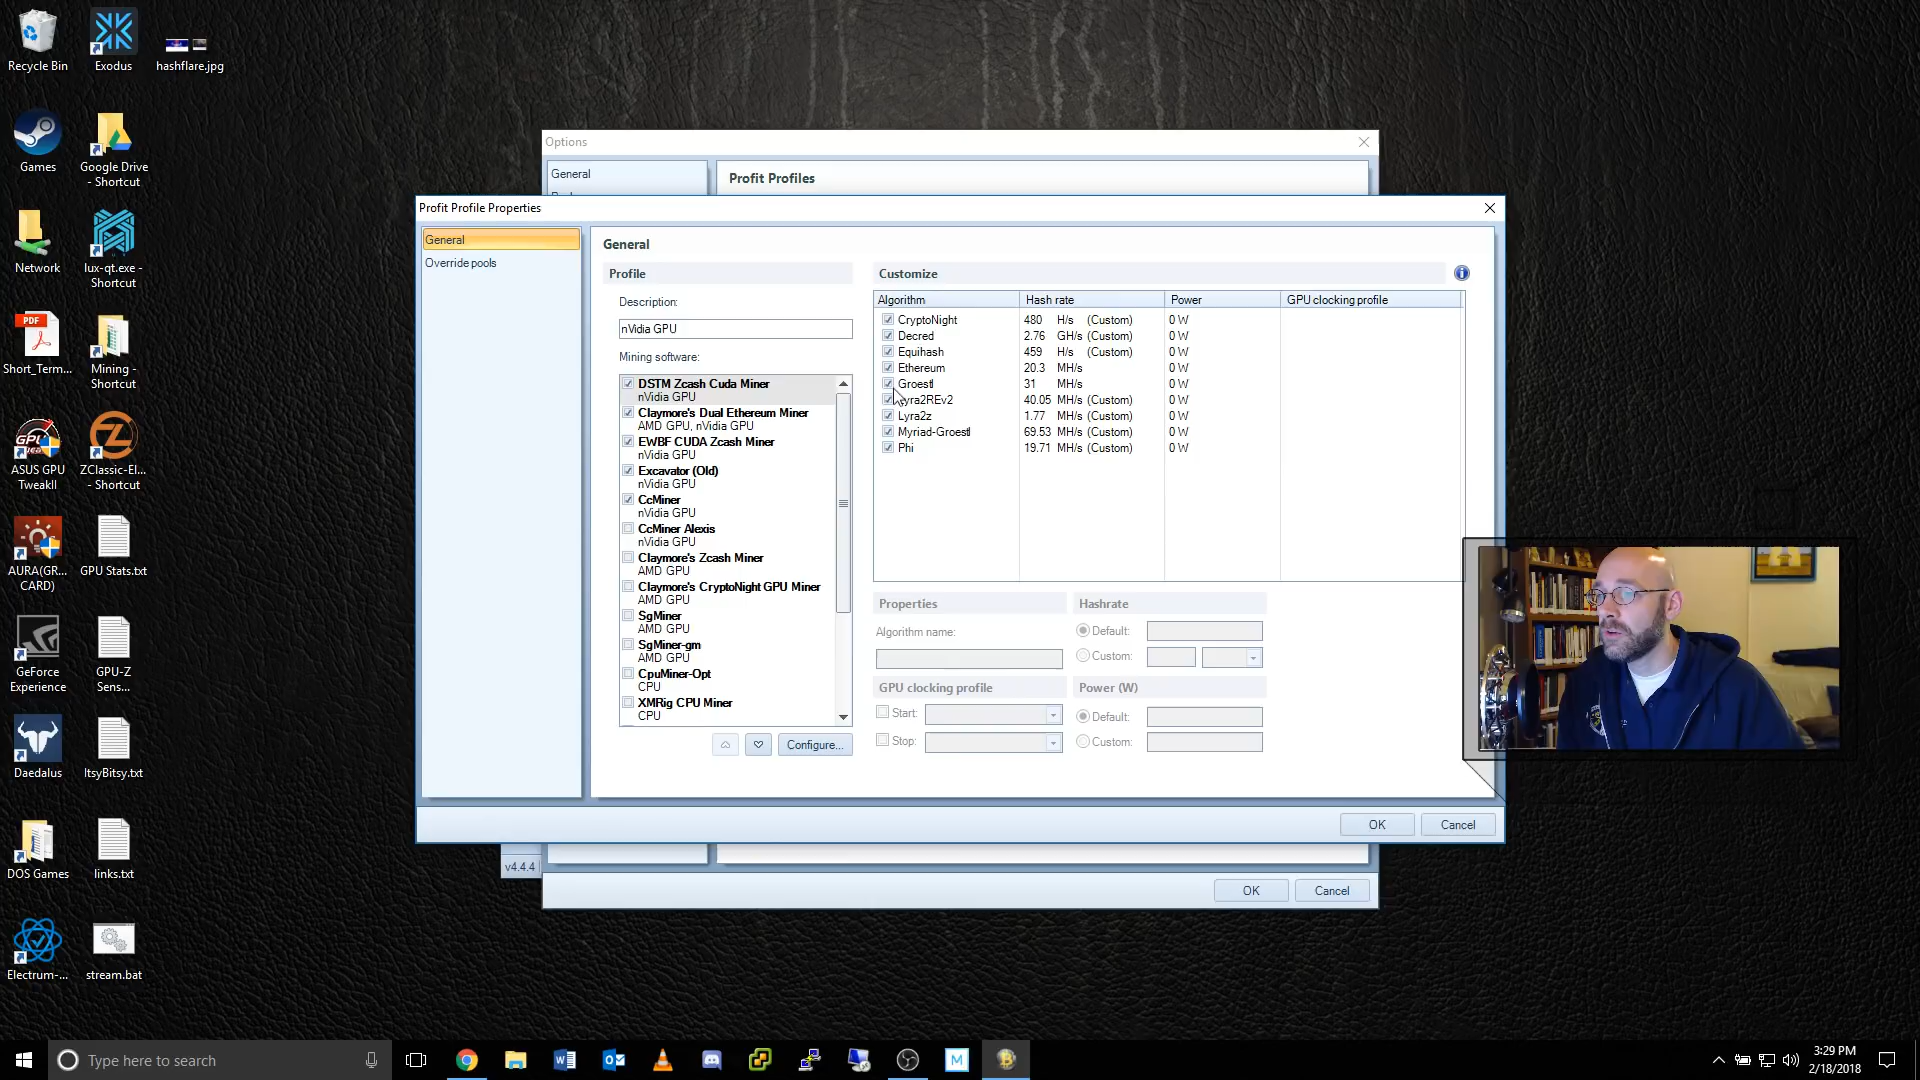 Recycle Bin
Exodus
hashflare.jpg
Games
Google Drive
- Shortcut
Network
lux-qt.exe -
Shortcut
PDF
Short_Term...
Mining -
Shortcut
ASUS GPU
TweakII
ZClassic-El...
- Shortcut
AURA(GR...
CARD)
GPU Stats.txt
GeForce
Experience
GPU-Z
Sens...
Daedalus
ItsyBitsy.txt
DOS Games
links.txt
Electrum-...
stream.bat
Options
General
Profit Profiles
Profit Profile Properties
General
Override pools
General
Profile
Description:
nVidia GPU
Mining software:
DSTM Zcash Cuda Miner
nVidia GPU
Claymore's Dual Ethereum Miner
AMD GPU, nVidia GPU
EWBF CUDA Zcash Miner
nVidia GPU
Excavator (Old)
nVidia GPU
CcMiner
nVidia GPU
CcMiner Alexis
nVidia GPU
Claymore's Zcash Miner
AMD GPU
Claymore's CryptoNight GPU Miner
AMD GPU
SgMiner
AMD GPU
SgMiner-gm
AMD GPU
CpuMiner-Opt
CPU
XMRig CPU Miner
CPU
Configure...
Customize
Algorithm Hash rate Power GPU clocking profile
CryptoNight 480 H/s (Custom) 0 W
Decred 2.76 GH/s (Custom) 0 W
Equihash 459 H/s (Custom) 0 W
Ethereum 20.3 MH/s 0 W
Groestl 31 MH/s 0 W
Lyra2REv2 40.05 MH/s (Custom) 0 W
Lyra2z 1.77 MH/s (Custom) 0 W
Myriad-Groestl 69.53 MH/s (Custom) 0 W
Phi 19.71 MH/s (Custom) 0 W
Properties
Algorithm name:
GPU clocking profile
Start:
Stop:
Hashrate
Default:
Custom:
Power (W)
Default:
Custom:
OK
Cancel
v4.4.4
OK
Cancel
Type here to search
3:29 PM
2/18/2018